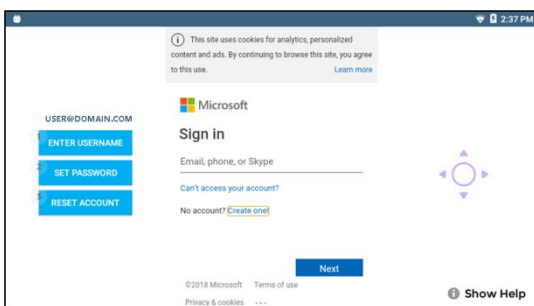 2:37 PM
This site uses cookies for analytics, personalized
content and ads. By continuing to browse this site, you agree
to this use.
Learn more
Microsoft
USER@DOMAIN.COM
1 ENTER USERNAME
2 SET PASSWORD
3 RESET ACCOUNT
Sign in
Email, phone, or Skype
Can't access your account?
No account? Create one!
Next
©2018 Microsoft Terms of use
Privacy & cookies ...
Show Help